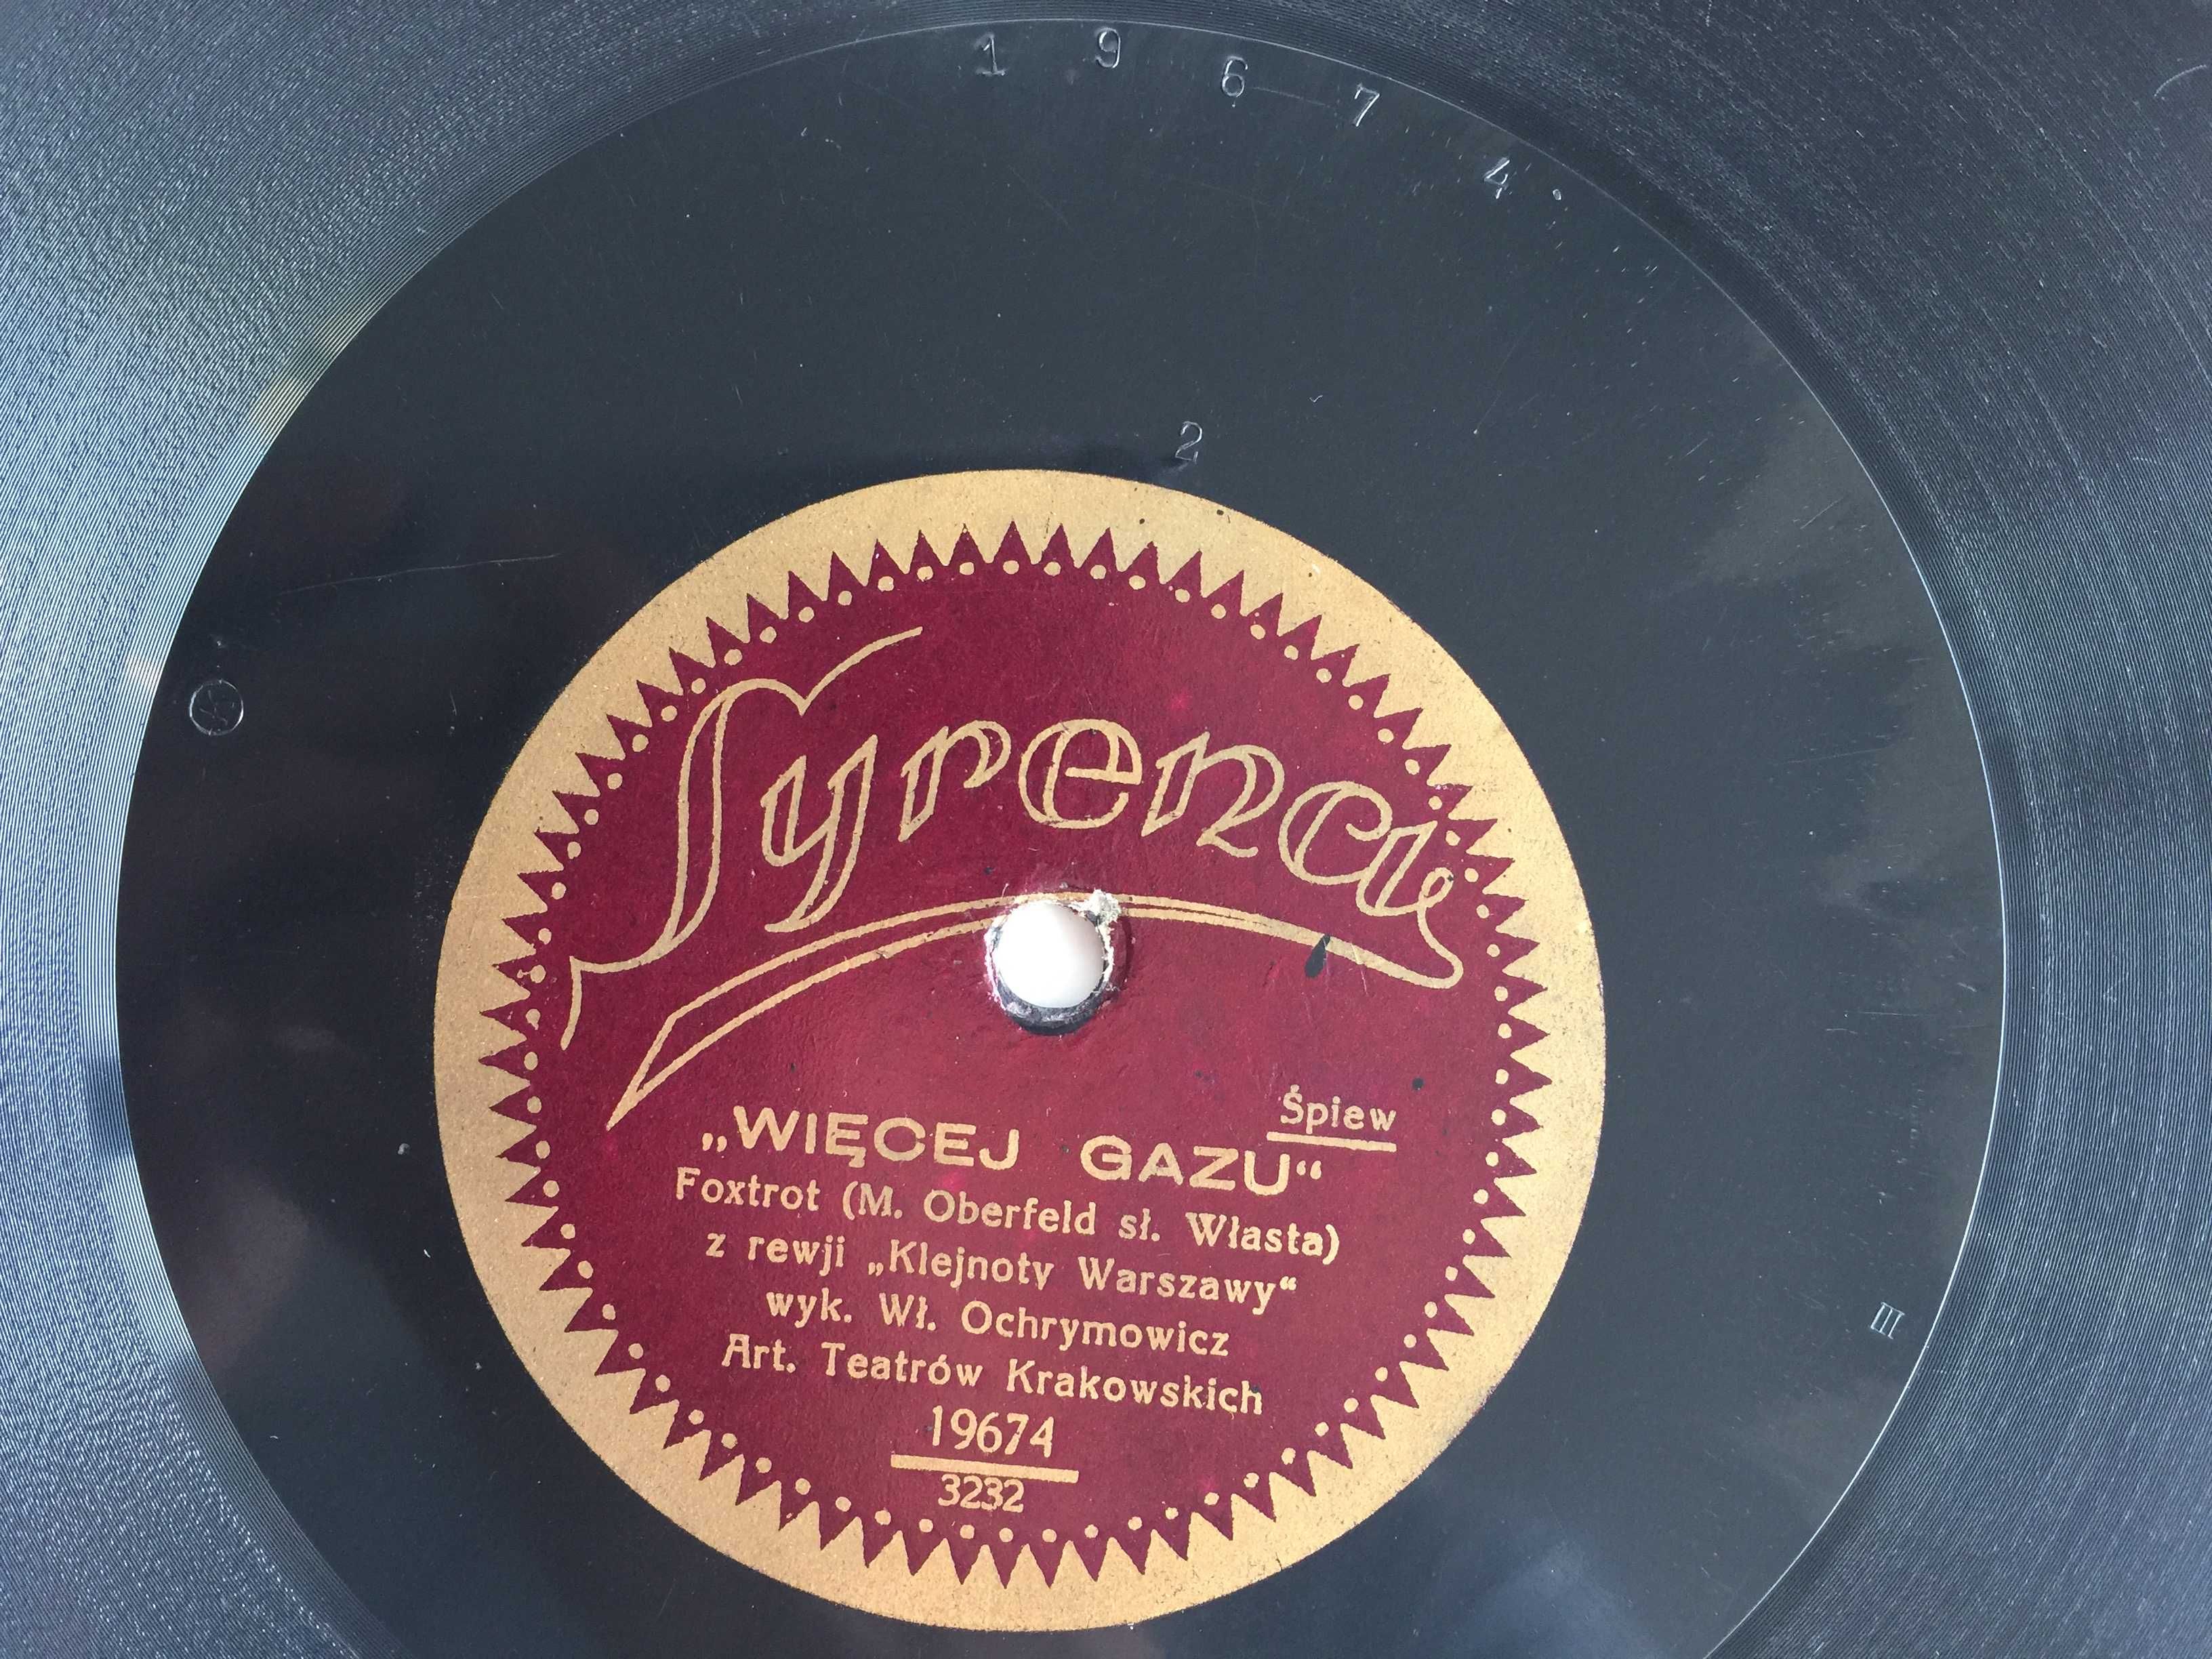 1 9 6 7 4 .
2
Syrena
Śpiew
„WIĘCEJ GAZU“
Foxtrot (M. Oberfeld sł. Własta)
z rewji „Klejnoty Warszawy“
wyk. Wł. Ochrymowicz
Art. Teatrów Krakowskich
19674
3232
III